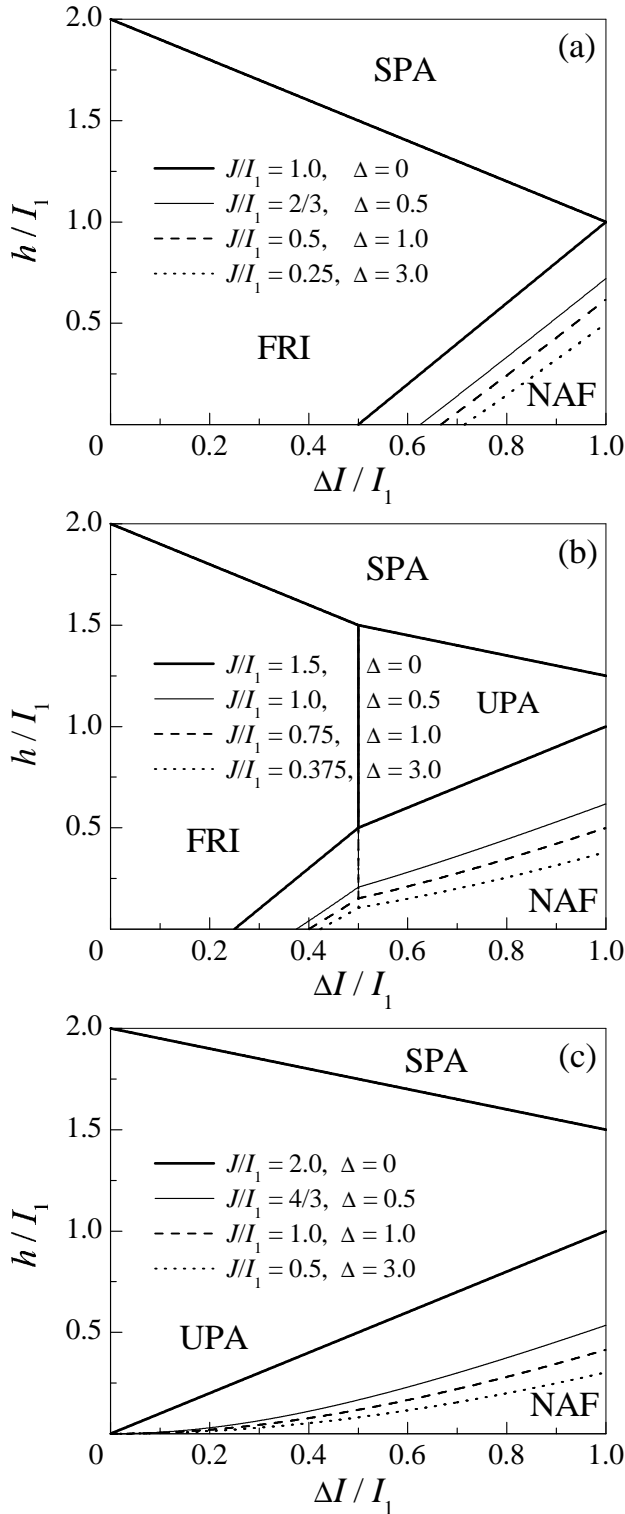 2.0
(a)
SPA
1.5
J/I₁ = 1.0, Δ = 0
J/I₁ = 2/3, Δ = 0.5
J/I₁ = 0.5, Δ = 1.0
J/I₁ = 0.25, Δ = 3.0
h / I₁
1.0
0.5
FRI
NAF
0 0.2 0.4 0.6 0.8 1.0
ΔI / I₁
2.0
(b)
SPA
1.5
J/I₁ = 1.5, Δ = 0
J/I₁ = 1.0, Δ = 0.5
J/I₁ = 0.75, Δ = 1.0
J/I₁ = 0.375, Δ = 3.0
UPA
h / I₁
1.0
0.5
FRI
NAF
0 0.2 0.4 0.6 0.8 1.0
ΔI / I₁
2.0
SPA
(c)
1.5
J/I₁ = 2.0, Δ = 0
J/I₁ = 4/3, Δ = 0.5
J/I₁ = 1.0, Δ = 1.0
J/I₁ = 0.5, Δ = 3.0
h / I₁
1.0
0.5
UPA
NAF
0 0.2 0.4 0.6 0.8 1.0
ΔI / I₁